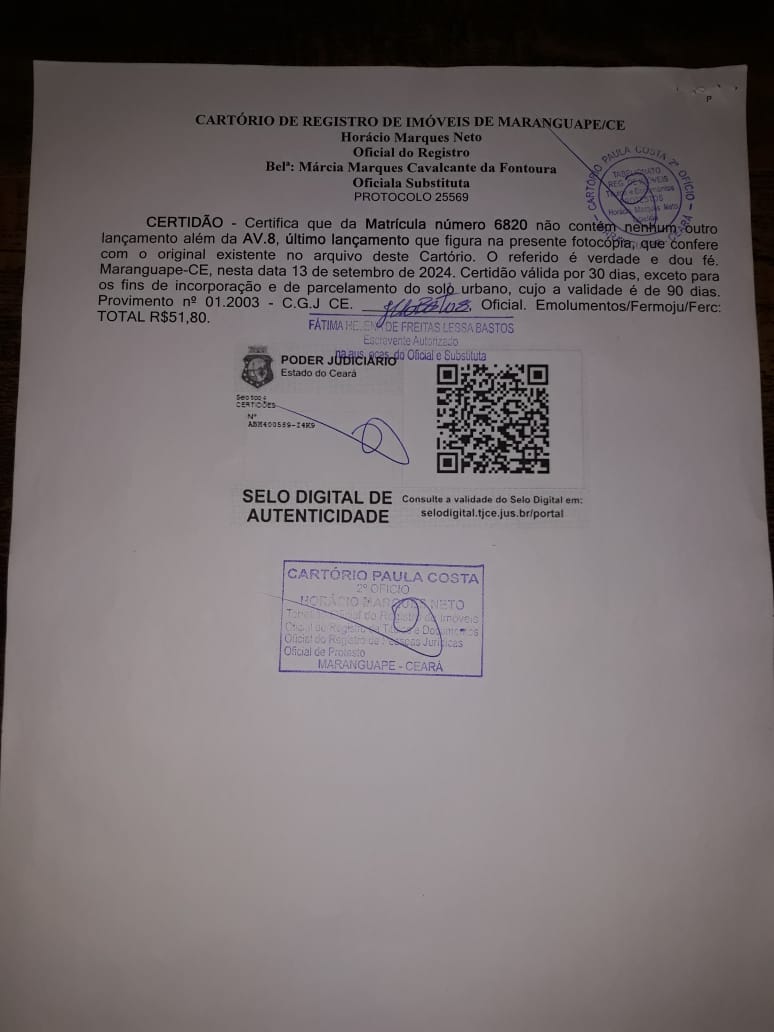 P
CARTÓRIO DE REGISTRO DE IMÓVEIS DE MARANGUAPE/CE
Horácio Marques Neto
Oficial do Registro
Belª: Márcia Marques Cavalcante da Fontoura
Oficiala Substituta
PROTOCOLO 25569
CARTÓRIO PAULA COSTA 2º OFÍCIO
TABELIONATO
REG. DE IMÓVEIS
PROTESTOS
Horácio Marques Neto
CERTIDÃO - Certifica que da Matrícula número 6820 não contém nenhum outro
lançamento além da AV.8, último lançamento que figura na presente fotocópia, que confere
com o original existente no arquivo deste Cartório. O referido é verdade e dou fé.
Maranguape-CE, nesta data 13 de setembro de 2024. Certidão válida por 30 dias, exceto para
os fins de incorporação e de parcelamento do solo urbano, cujo a validade é de 90 dias.
Provimento nº 01.2003 - C.G.J CE. , Oficial. Emolumentos/Fermoju/Ferc:
TOTAL R$51,80.
FÁTIMA HELENA DE FREITAS LESSA BASTOS
Escrevente Autorizado
do Oficial e Substituta
PODER JUDICIÁRIO
Estado do Ceará
Selo tipo 4
CERTIDÕES
Nº
SELO DIGITAL DE
AUTENTICIDADE
Consulte a validade do Selo Digital em:
selodigital.tjce.jus.br/portal
CARTÓRIO PAULA COSTA
2º OFÍCIO
HORÁCIO MARQUES NETO
Tabelião Oficial do Registro de Imóveis
Oficial do Registro de Títulos e Documentos
Oficial do Registro de Pessoas Jurídicas
Oficial de Protesto
MARANGUAPE - CEARÁ